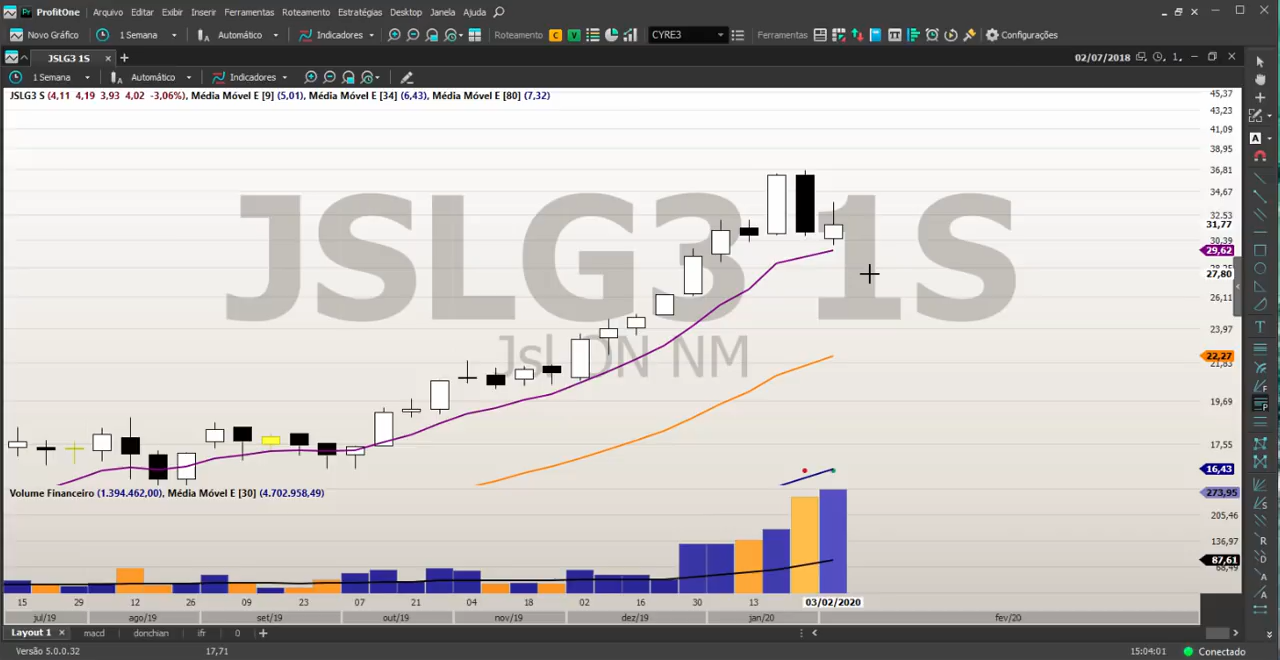 ProfitOne Arquivo Editar Exibir Inserir Ferramentas Roteamento Estratégias Desktop Janela Ajuda
Novo Gráfico 1 Semana Automático Indicadores Roteamento C V CYRE3 Ferramentas Configurações
JSLG3 1S 02/07/2018 1
1 Semana Automático Indicadores
JSLG3 S (4,11 4,19 3,93 4,02 -3,06%), Média Móvel E [9] (5,01), Média Móvel E [34] (6,43), Média Móvel E [80] (7,32)
JSLG3 1S
Jsl ON NM
45,37
43,23
41,09
38,95
36,81
34,67
32,53
31,77
30,39
29,62
27,80
26,11
23,97
22,27
21,83
19,69
17,55
16,43
Volume Financeiro (1.394.462,00), Média Móvel E [30] (4.702.958,49)
273,95
205,46
136,97
87,61
68,49
15 29 12 26 09 23 07 21 04 18 02 16 30 13 03/02/2020
jul/19 ago/19 set/19 out/19 nov/19 dez/19 jan/20 fev/20
Layout 1 macd donchian ifr 0
Versão 5.0.0.32 17,71 15:04:01 Conectado